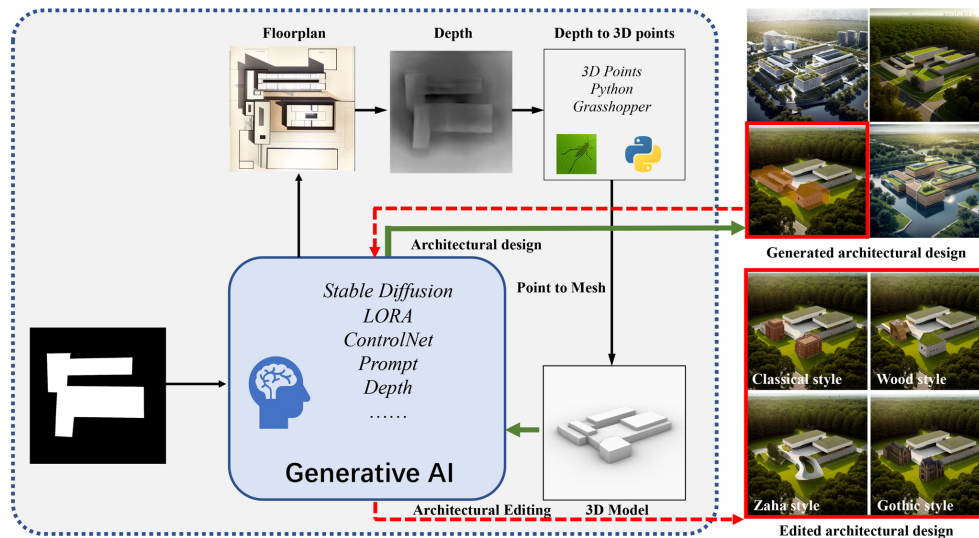 Floorplan
Depth
Depth to 3D points
3D Points
Python
Grasshopper
Architectural design
Generated architectural design
Point to Mesh
Stable Diffusion
LORA
ControlNet
Prompt
Depth
......
Generative AI
Architectural Editing
3D Model
Classical style
Wood style
Zaha style
Gothic style
Edited architectural design